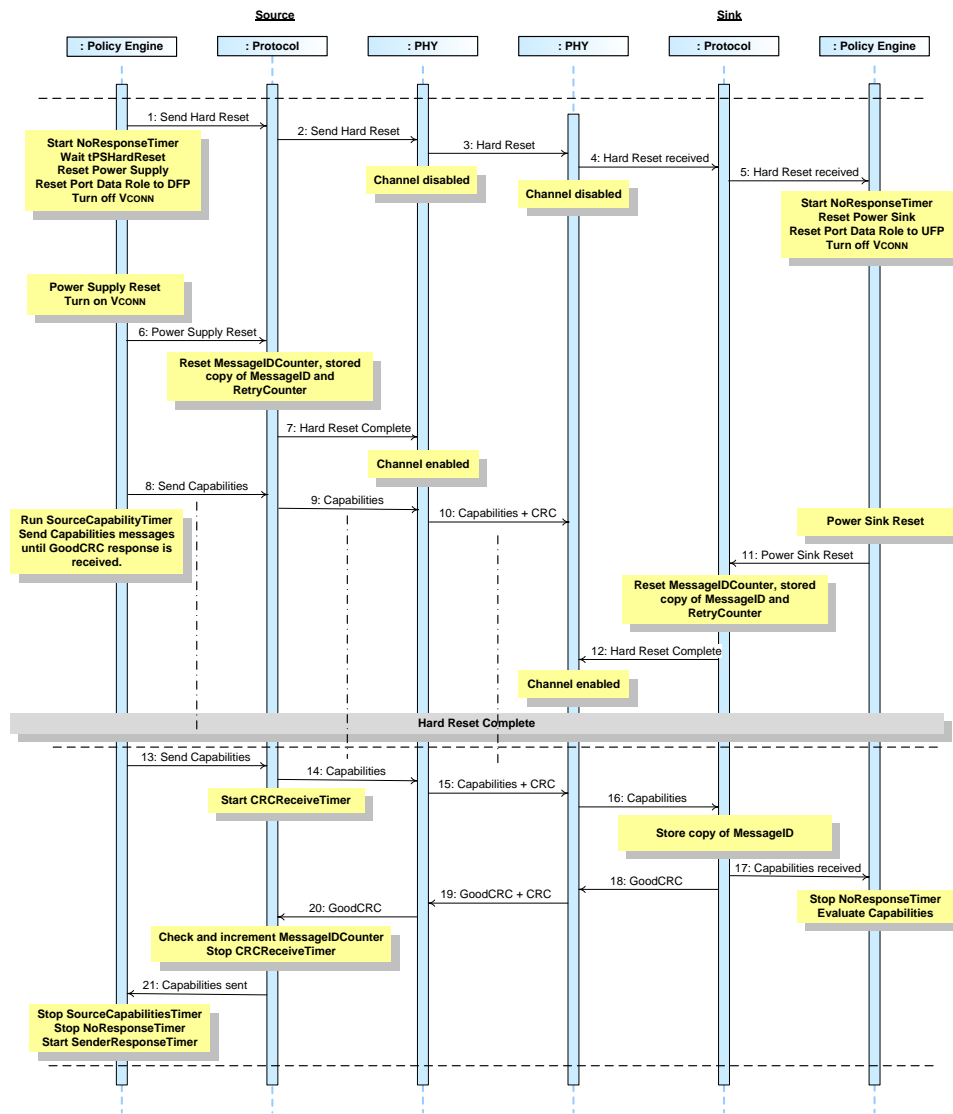 Source
Sink
: Policy Engine
: Protocol
: PHY
: PHY
: Protocol
: Policy Engine
1: Send Hard Reset
2: Send Hard Reset
3: Hard Reset
4: Hard Reset received
5: Hard Reset received
Start NoResponseTimer
Wait tPSHardReset
Reset Power Supply
Reset Port Data Role to DFP
Turn off VCONN
Channel disabled
Channel disabled
Start NoResponseTimer
Reset Power Sink
Reset Port Data Role to UFP
Turn off VCONN
Power Supply Reset
Turn on VCONN
6: Power Supply Reset
Reset MessageIDCounter, stored
copy of MessageID and
RetryCounter
7: Hard Reset Complete
Channel enabled
8: Send Capabilities
9: Capabilities
10: Capabilities + CRC
Run SourceCapabilityTimer
Send Capabilities messages
until GoodCRC response is
received.
Power Sink Reset
11: Power Sink Reset
Reset MessageIDCounter, stored
copy of MessageID and
RetryCounter
12: Hard Reset Complete
Channel enabled
Hard Reset Complete
13: Send Capabilities
14: Capabilities
15: Capabilities + CRC
16: Capabilities
Start CRCReceiveTimer
Store copy of MessageID
17: Capabilities received
18: GoodCRC
19: GoodCRC + CRC
20: GoodCRC
Stop NoResponseTimer
Evaluate Capabilities
Check and increment MessageIDCounter
Stop CRCReceiveTimer
21: Capabilities sent
Stop SourceCapabilitiesTimer
Stop NoResponseTimer
Start SenderResponseTimer